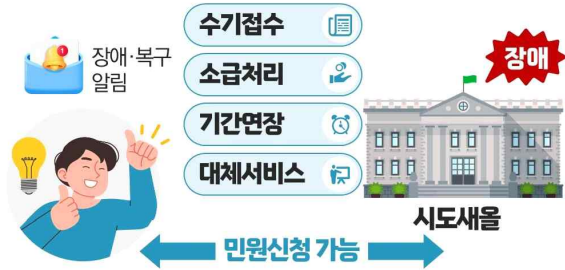 장애·복구
알림
수기접수
소급처리
기간연장
대체서비스
장애
시도새올
민원신청 가능